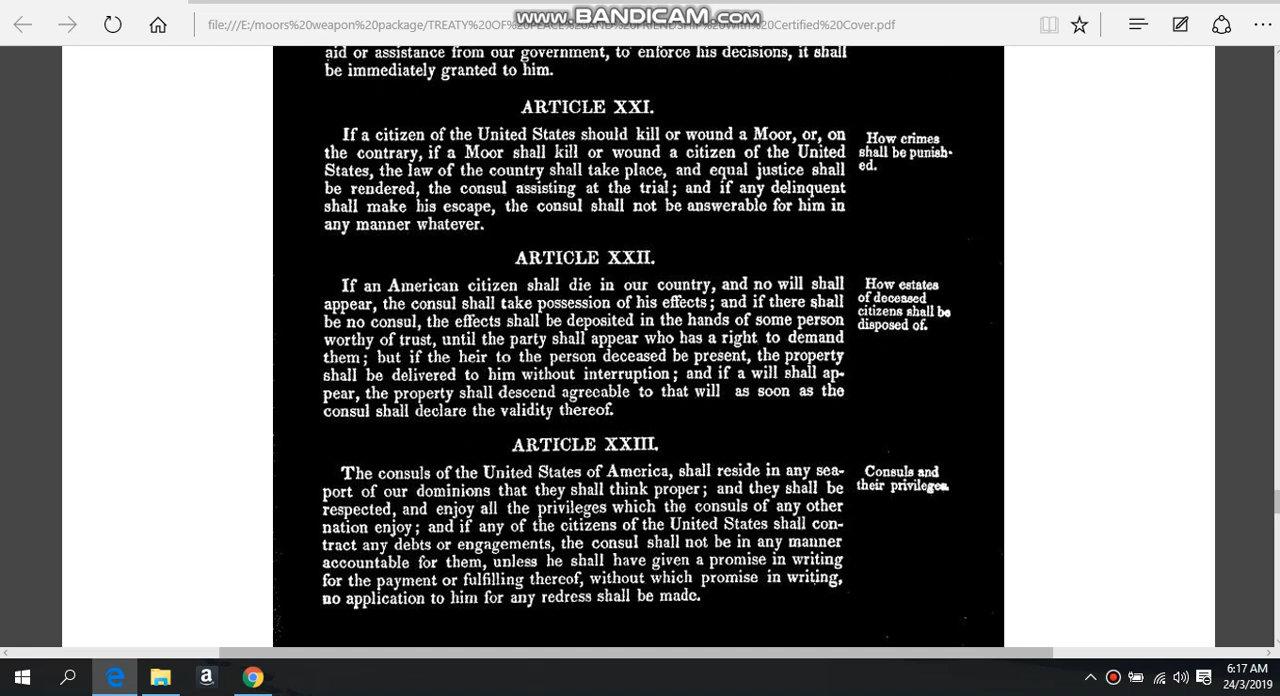 www.BANDICAM.com
file:///E:/moors%20weapon%20package/TREATY%20OF%20PEACE%20AND%20FRIENDSHIP%20With%20Certified%20Cover.pdf
aid or assistance from our government, to enforce his decisions, it shall
be immediately granted to him.
ARTICLE XXI.
If a citizen of the United States should kill or wound a Moor, or, on
the contrary, if a Moor shall kill or wound a citizen of the United
States, the law of the country shall take place, and equal justice shall
be rendered, the consul assisting at the trial; and if any delinquent
shall make his escape, the consul shall not be answerable for him in
any manner whatever.
How crimes
shall be punish-
ed.
ARTICLE XXII.
If an American citizen shall die in our country, and no will shall
appear, the consul shall take possession of his effects; and if there shall
be no consul, the effects shall be deposited in the hands of some person
worthy of trust, until the party shall appear who has a right to demand
them; but if the heir to the person deceased be present, the property
shall be delivered to him without interruption; and if a will shall ap-
pear, the property shall descend agreeable to that will as soon as the
consul shall declare the validity thereof.
How estates
of deceased
citizens shall be
disposed of.
ARTICLE XXIII.
The consuls of the United States of America, shall reside in any sea-
port of our dominions that they shall think proper; and they shall be
respected, and enjoy all the privileges which the consuls of any other
nation enjoy; and if any of the citizens of the United States shall con-
tract any debts or engagements, the consul shall not be in any manner
accountable for them, unless he shall have given a promise in writing
for the payment or fulfilling thereof, without which promise in writing,
no application to him for any redress shall be made.
Consuls and
their privileges.
6:17 AM
24/3/2019